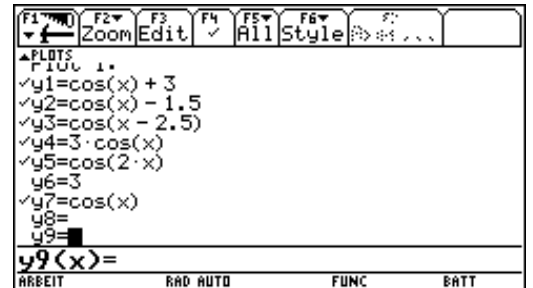 F1 F2 F3 F4 F5 F6
Zoom Edit ✓ All Style
PLOTS
✓y1=cos(x) + 3
✓y2=cos(x) - 1.5
✓y3=cos(x - 2.5)
✓y4=3·cos(x)
✓y5=cos(2·x)
y6=3
✓y7=cos(x)
y8=
y9=
y9(x)=
ARBEIT RAD AUTO FUNC BATT